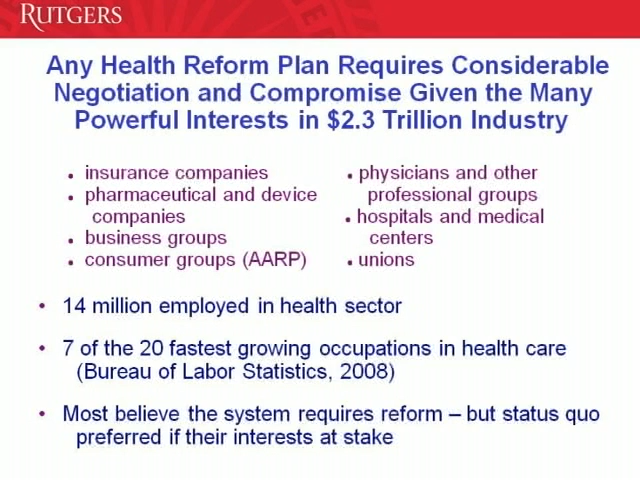 RUTGERS
Any Health Reform Plan Requires Considerable
Negotiation and Compromise Given the Many
Powerful Interests in $2.3 Trillion Industry
• insurance companies
• pharmaceutical and device
companies
• business groups
• consumer groups (AARP)
• physicians and other
professional groups
• hospitals and medical
centers
• unions
• 14 million employed in health sector
• 7 of the 20 fastest growing occupations in health care
(Bureau of Labor Statistics, 2008)
• Most believe the system requires reform – but status quo
preferred if their interests at stake